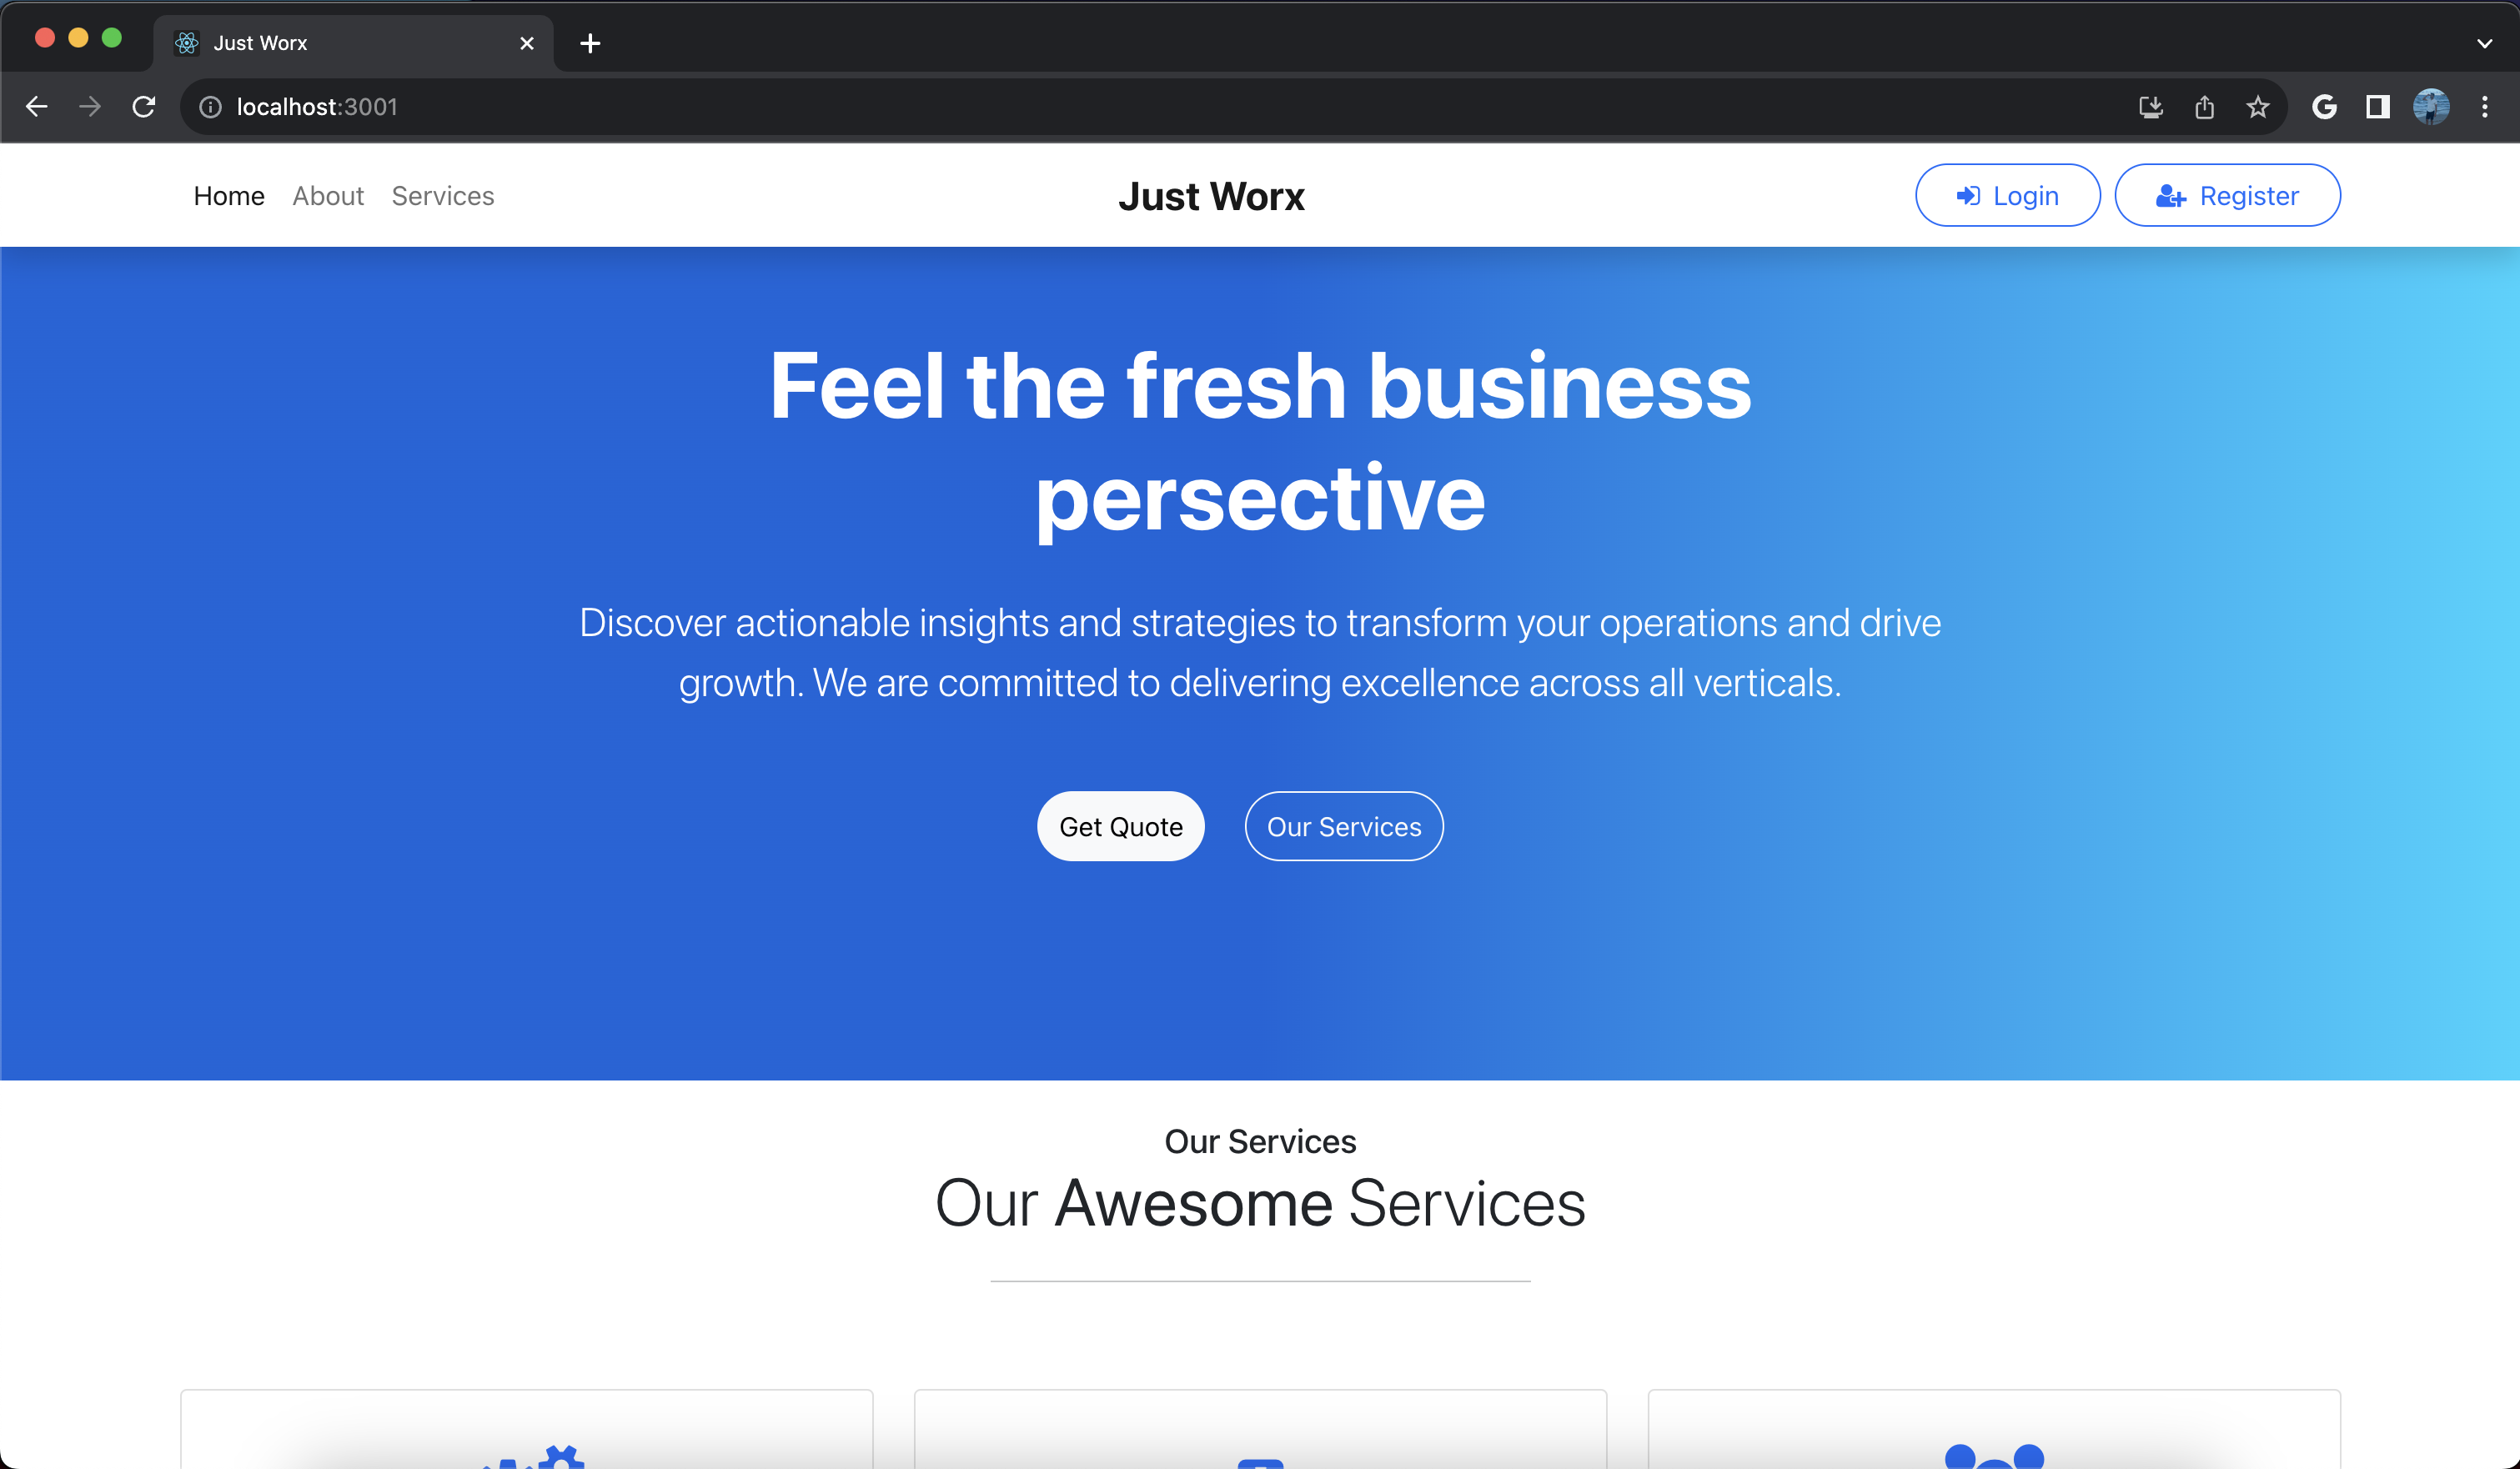 Just Worx
localhost:3001
Home About Services Just Worx Login Register
Feel the fresh business
persective
Discover actionable insights and strategies to transform your operations and drive
growth. We are committed to delivering excellence across all verticals.
Get Quote Our Services
Our Services
Our Awesome Services